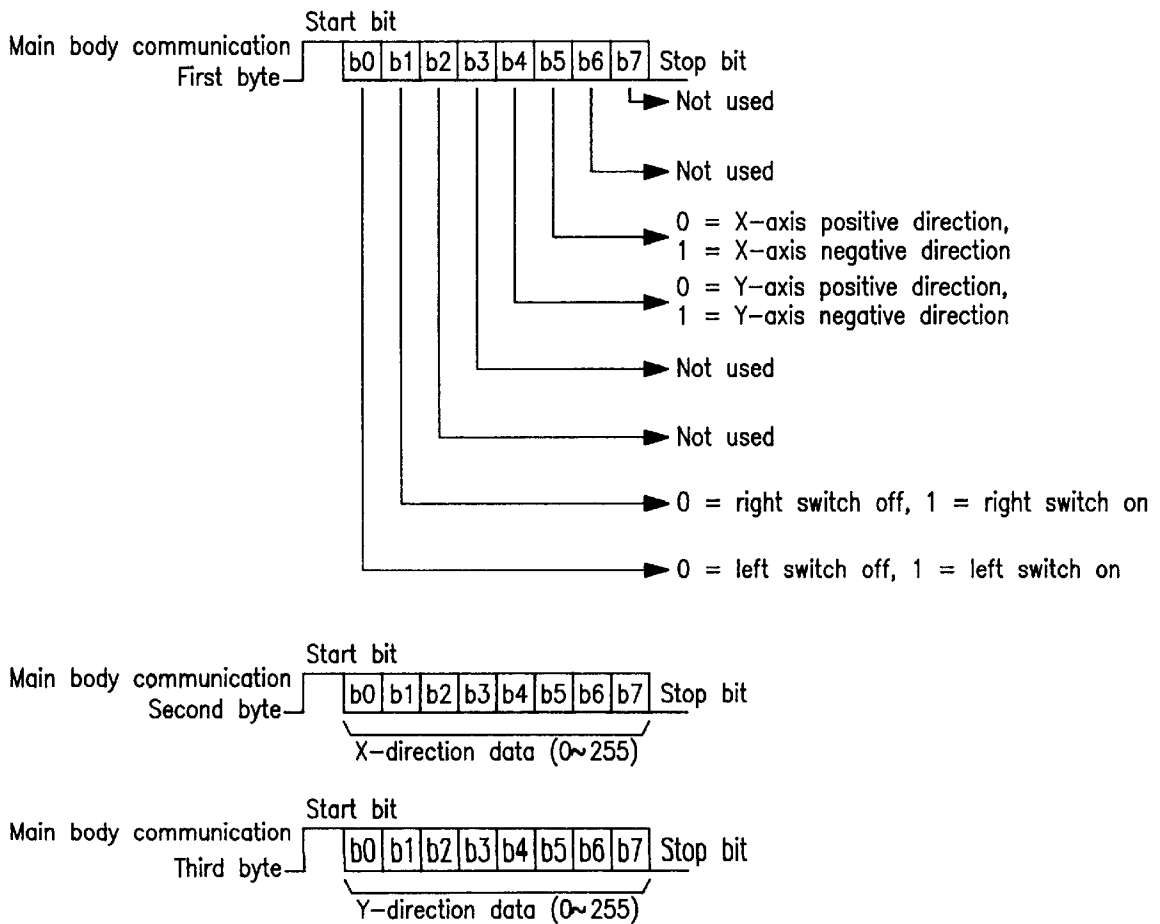 Start bit
Main body communication
First byte
b0 b1 b2 b3 b4 b5 b6 b7 Stop bit
Not used
Not used
0 = X-axis positive direction,
1 = X-axis negative direction
0 = Y-axis positive direction,
1 = Y-axis negative direction
Not used
Not used
0 = right switch off, 1 = right switch on
0 = left switch off, 1 = left switch on
Start bit
Main body communication
Second byte
b0 b1 b2 b3 b4 b5 b6 b7 Stop bit
X-direction data (0~255)
Start bit
Main body communication
Third byte
b0 b1 b2 b3 b4 b5 b6 b7 Stop bit
Y-direction data (0~255)